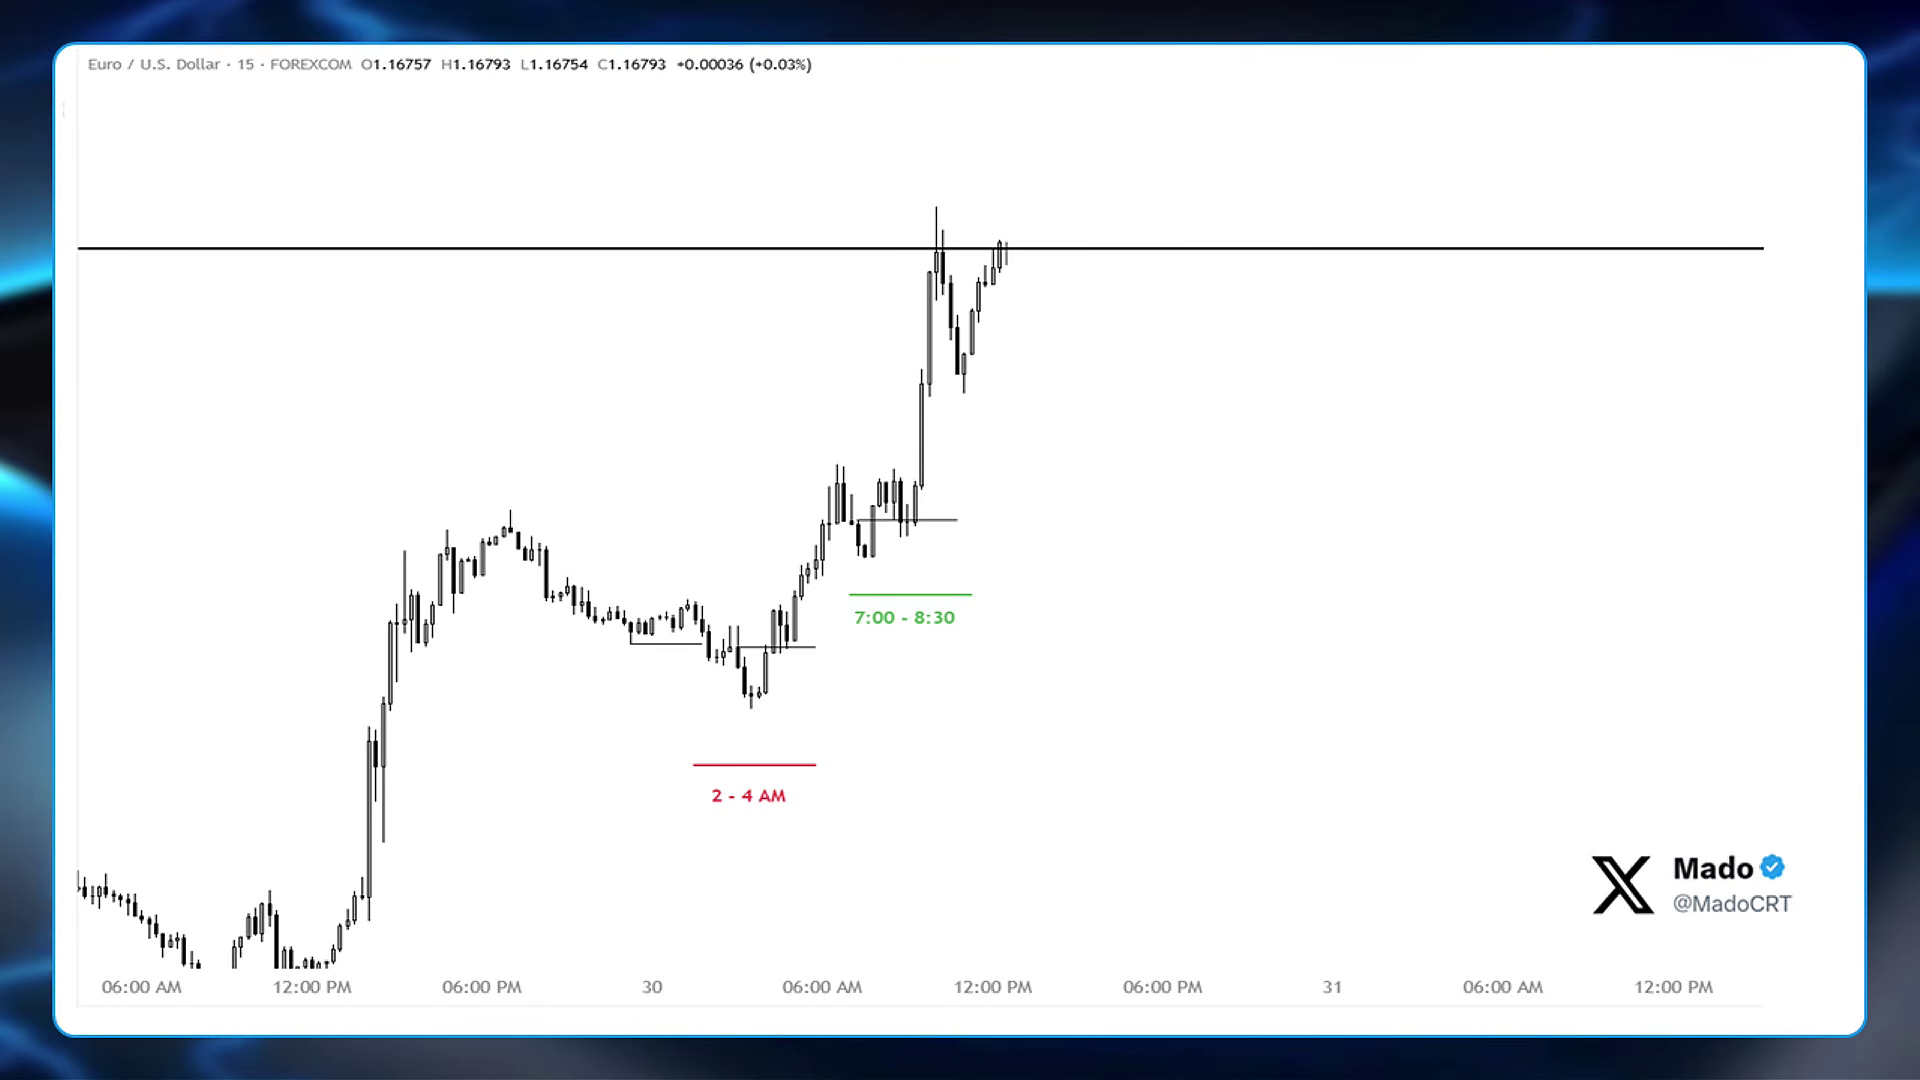 Euro / U.S. Dollar · 15 · FOREXCOM O1.16757 H1.16793 L1.16754 C1.16793 +0.00036 (+0.03%)
7:00 - 8:30
2 - 4 AM
Mado
@MadoCRT
06:00 AM 12:00 PM 06:00 PM 30 06:00 AM 12:00 PM 06:00 PM 31 06:00 AM 12:00 PM